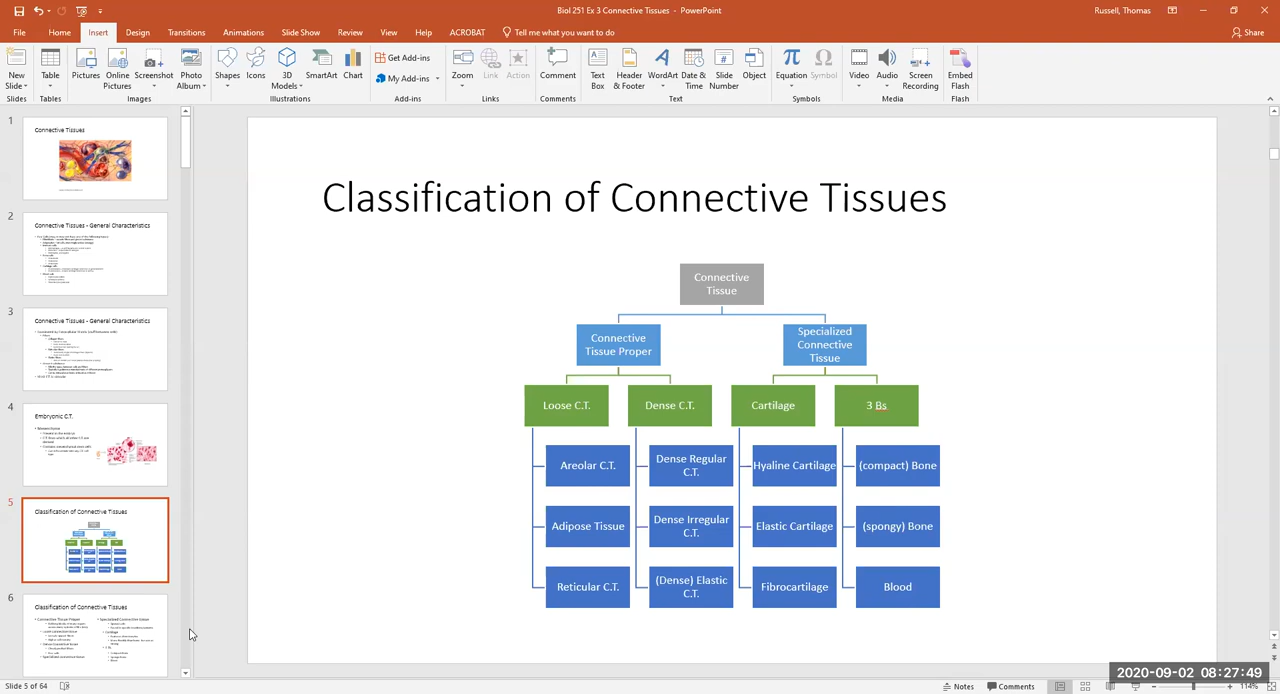 Biol 251 Ex 3 Connective Tissues - PowerPoint
Russell, Thomas
File Home Insert Design Transitions Animations Slide Show Review View Help ACROBAT Tell me what you want to do
Share
New Slide
Table
Pictures
Online Pictures
Screenshot
Photo Album
Shapes
Icons
3D Models
SmartArt
Chart
Get Add-ins
My Add-ins
Zoom
Link
Action
Comment
Text Box
Header & Footer
WordArt
Date & Time
Slide Number
Object
Equation
Symbol
Video
Audio
Screen Recording
Embed Flash
Slides Tables Images Illustrations Add-ins Links Comments Text Symbols Media Flash
1
Connective Tissues
2
Connective Tissues - General Characteristics
3
Connective Tissues - General Characteristics
4
Embryonic C.T.
5
Classification of Connective Tissues
6
Classification of Connective Tissues
Classification of Connective Tissues
Connective
Tissue
Connective
Tissue Proper
Specialized
Connective
Tissue
Loose C.T.
Dense C.T.
Cartilage
3 Bs
Areolar C.T.
Dense Regular
C.T.
Hyaline Cartilage
(compact) Bone
Adipose Tissue
Dense Irregular
C.T.
Elastic Cartilage
(spongy) Bone
Reticular C.T.
(Dense) Elastic
C.T.
Fibrocartilage
Blood
2020-09-02 08:27:49
Slide 5 of 64
Notes
Comments
114%